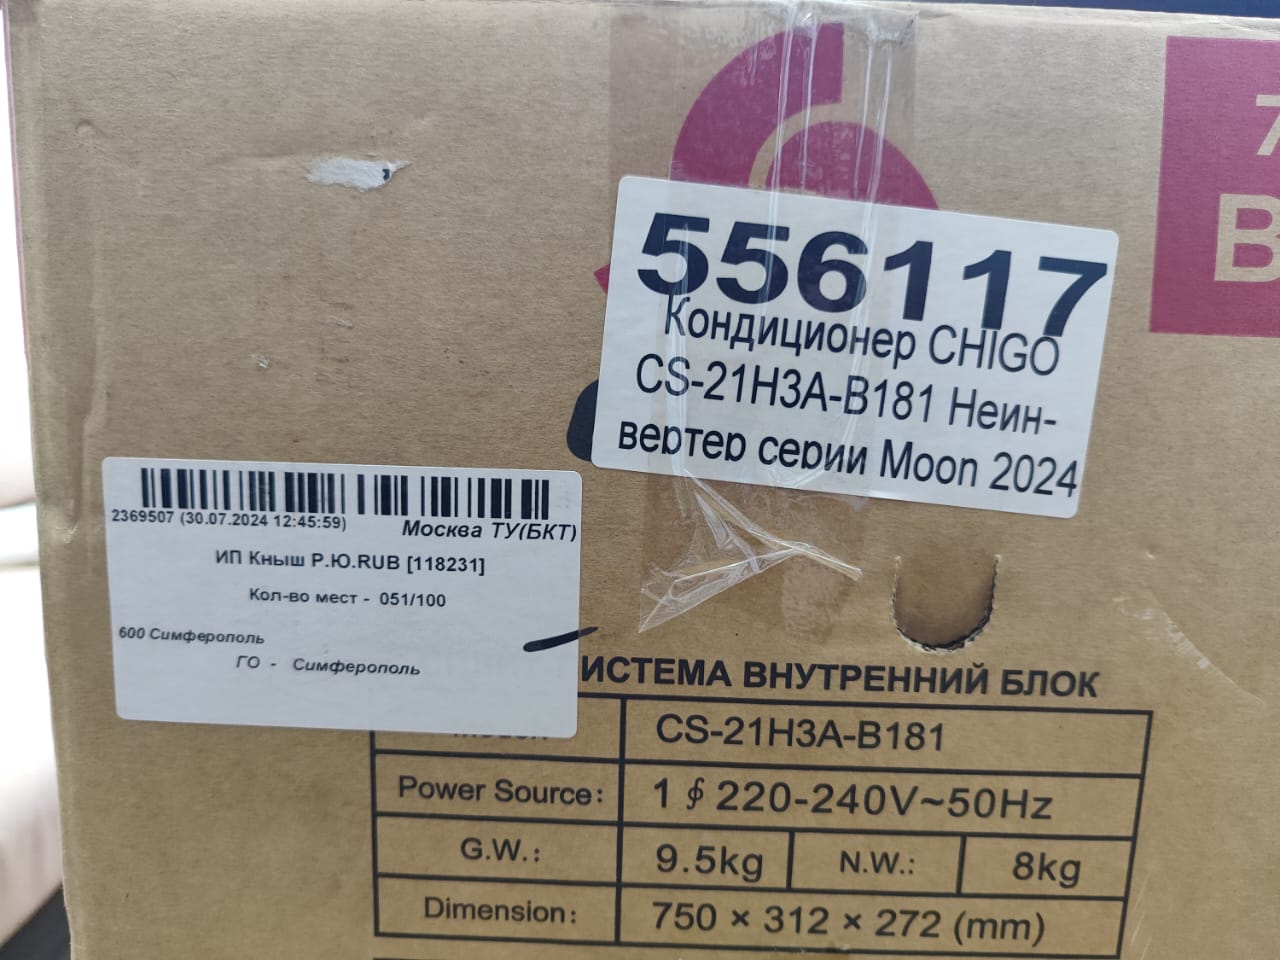 7
B
556117
Кондиционер CHIGO
CS-21H3A-B181 Неин-
вертер серии Moon 2024
2369507 (30.07.2024 12:45:59)
Москва ТУ(БКТ)
ИП Кныш Р.Ю.RUB [118231]
Кол-во мест - 051/100
600 Симферополь
ГО - Симферополь
ИСТЕМА ВНУТРЕННИЙ БЛОК
CS-21H3A-B181
Power Source: 1 ∮ 220-240V~50Hz
G.W.: 9.5kg N.W.: 8kg
Dimension: 750 × 312 × 272 (mm)